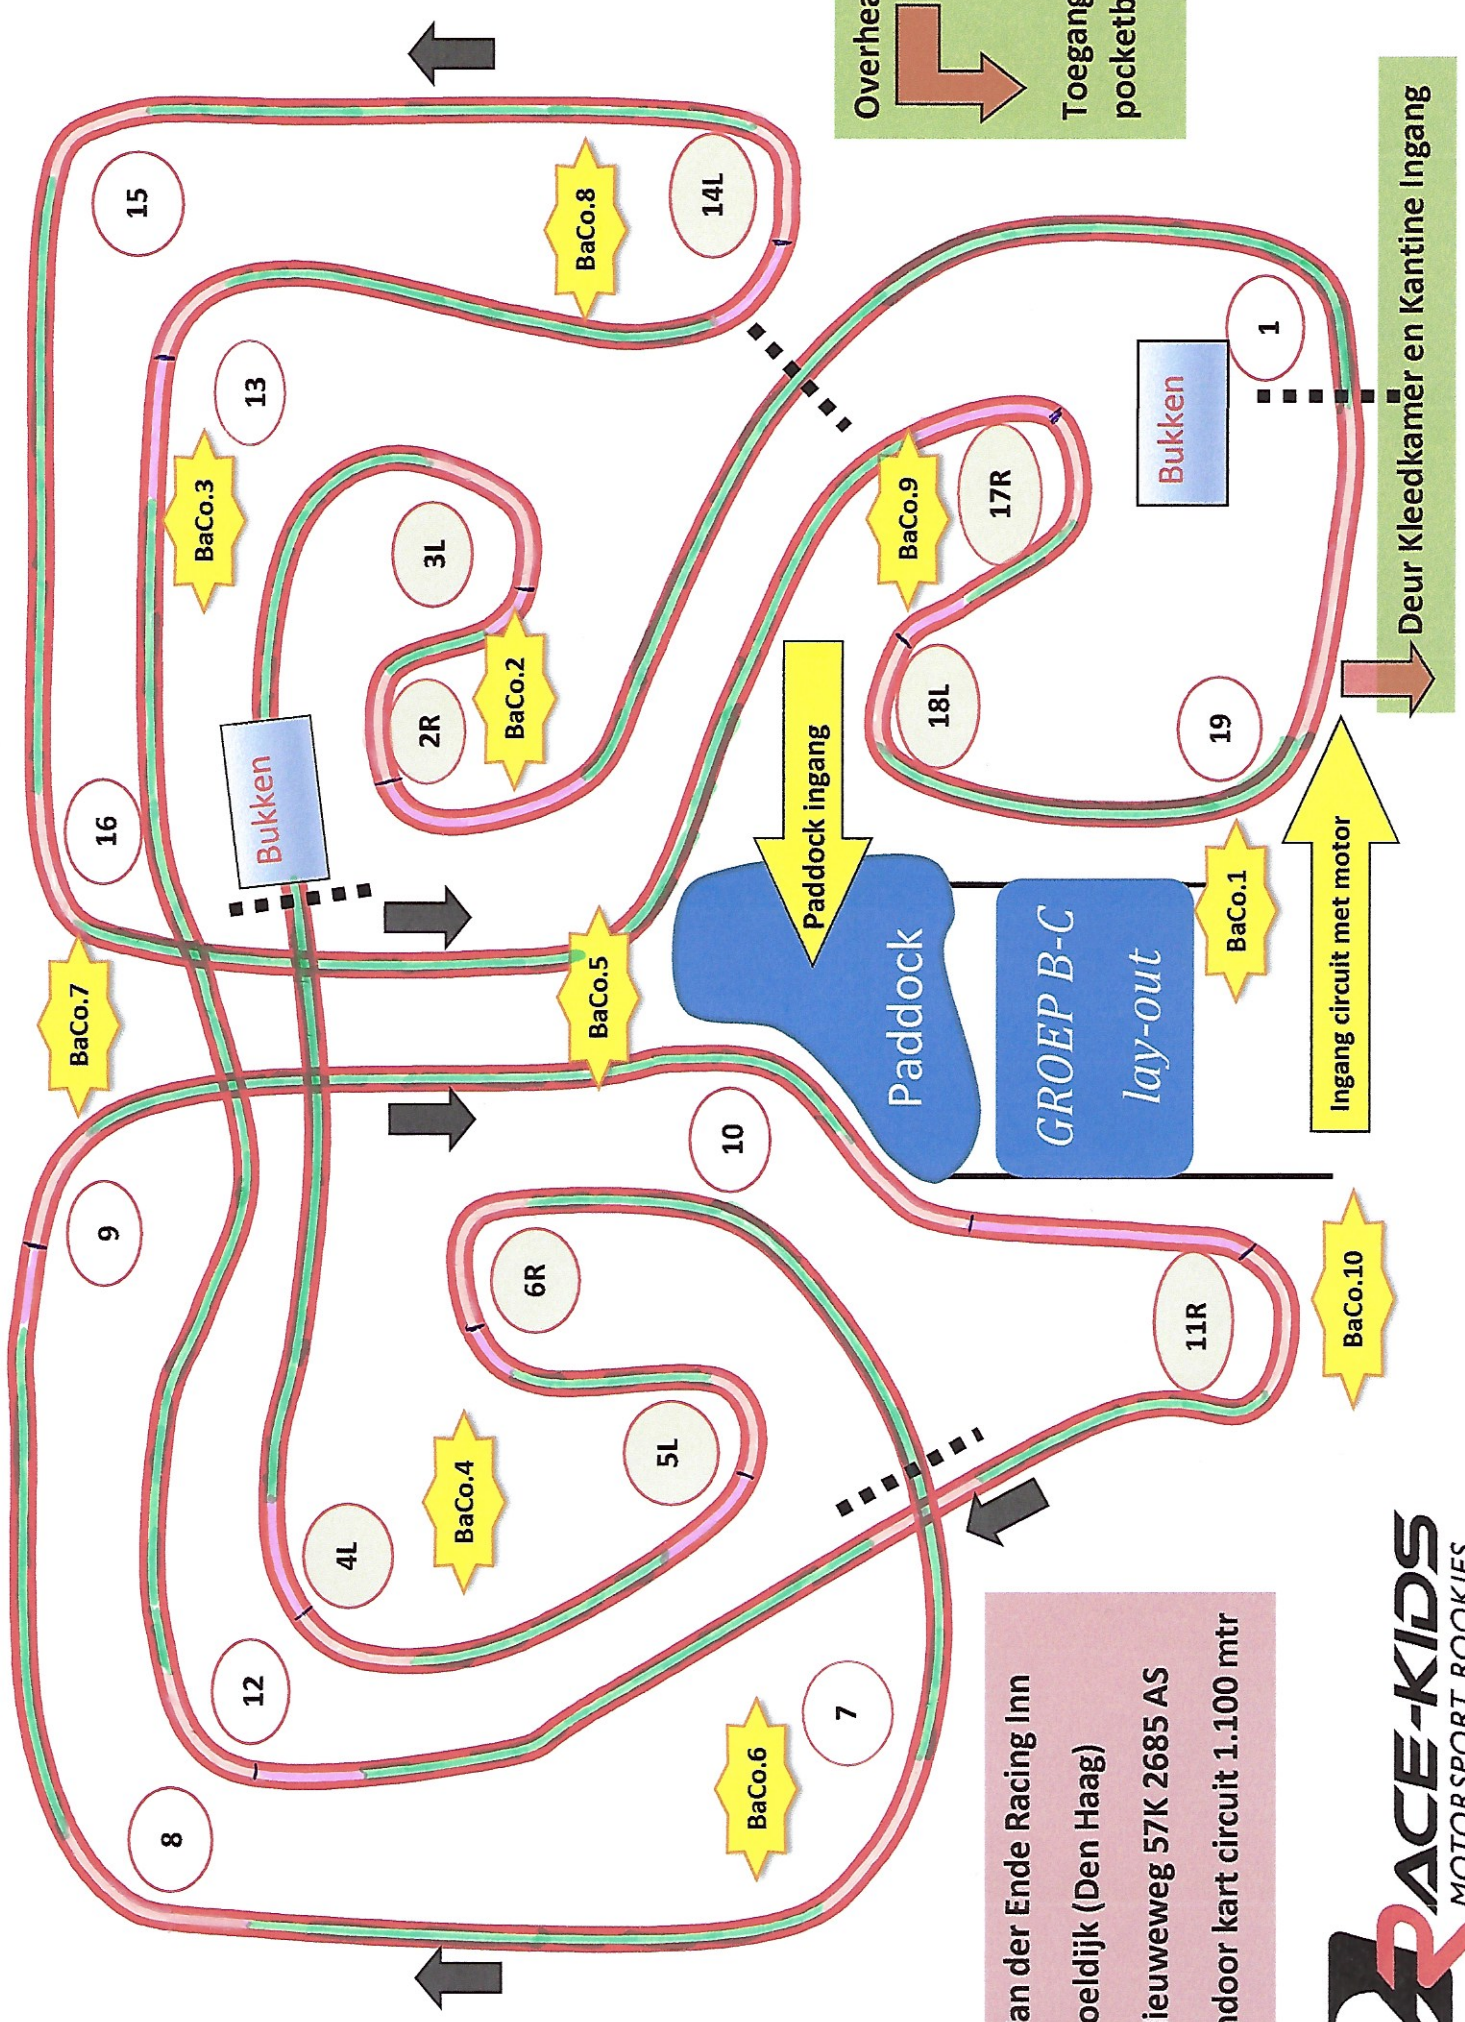 BaCo.7
9
16
15
8
12
BaCo.3
13
Bukken
4L
2R
3L
BaCo.4
6R
BaCo.2
BaCo.5
BaCo.8
5L
10
14L
BaCo.6
7
Paddock ingang
Overhea
Toegang
pocketb
Paddock
BaCo.9
18L
17R
GROEP B-C
lay-out
an der Ende Racing Inn
oeldijk (Den Haag)
ieuweweg 57K 2685 AS
ndoor kart circuit 1.100 mtr
11R
BaCo.1
19
Bukken
1
BaCo.10
Ingang circuit met motor
Deur Kleedkamer en Kantine Ingang
RACE-KIDS
MOTORSPORT ROOKIES